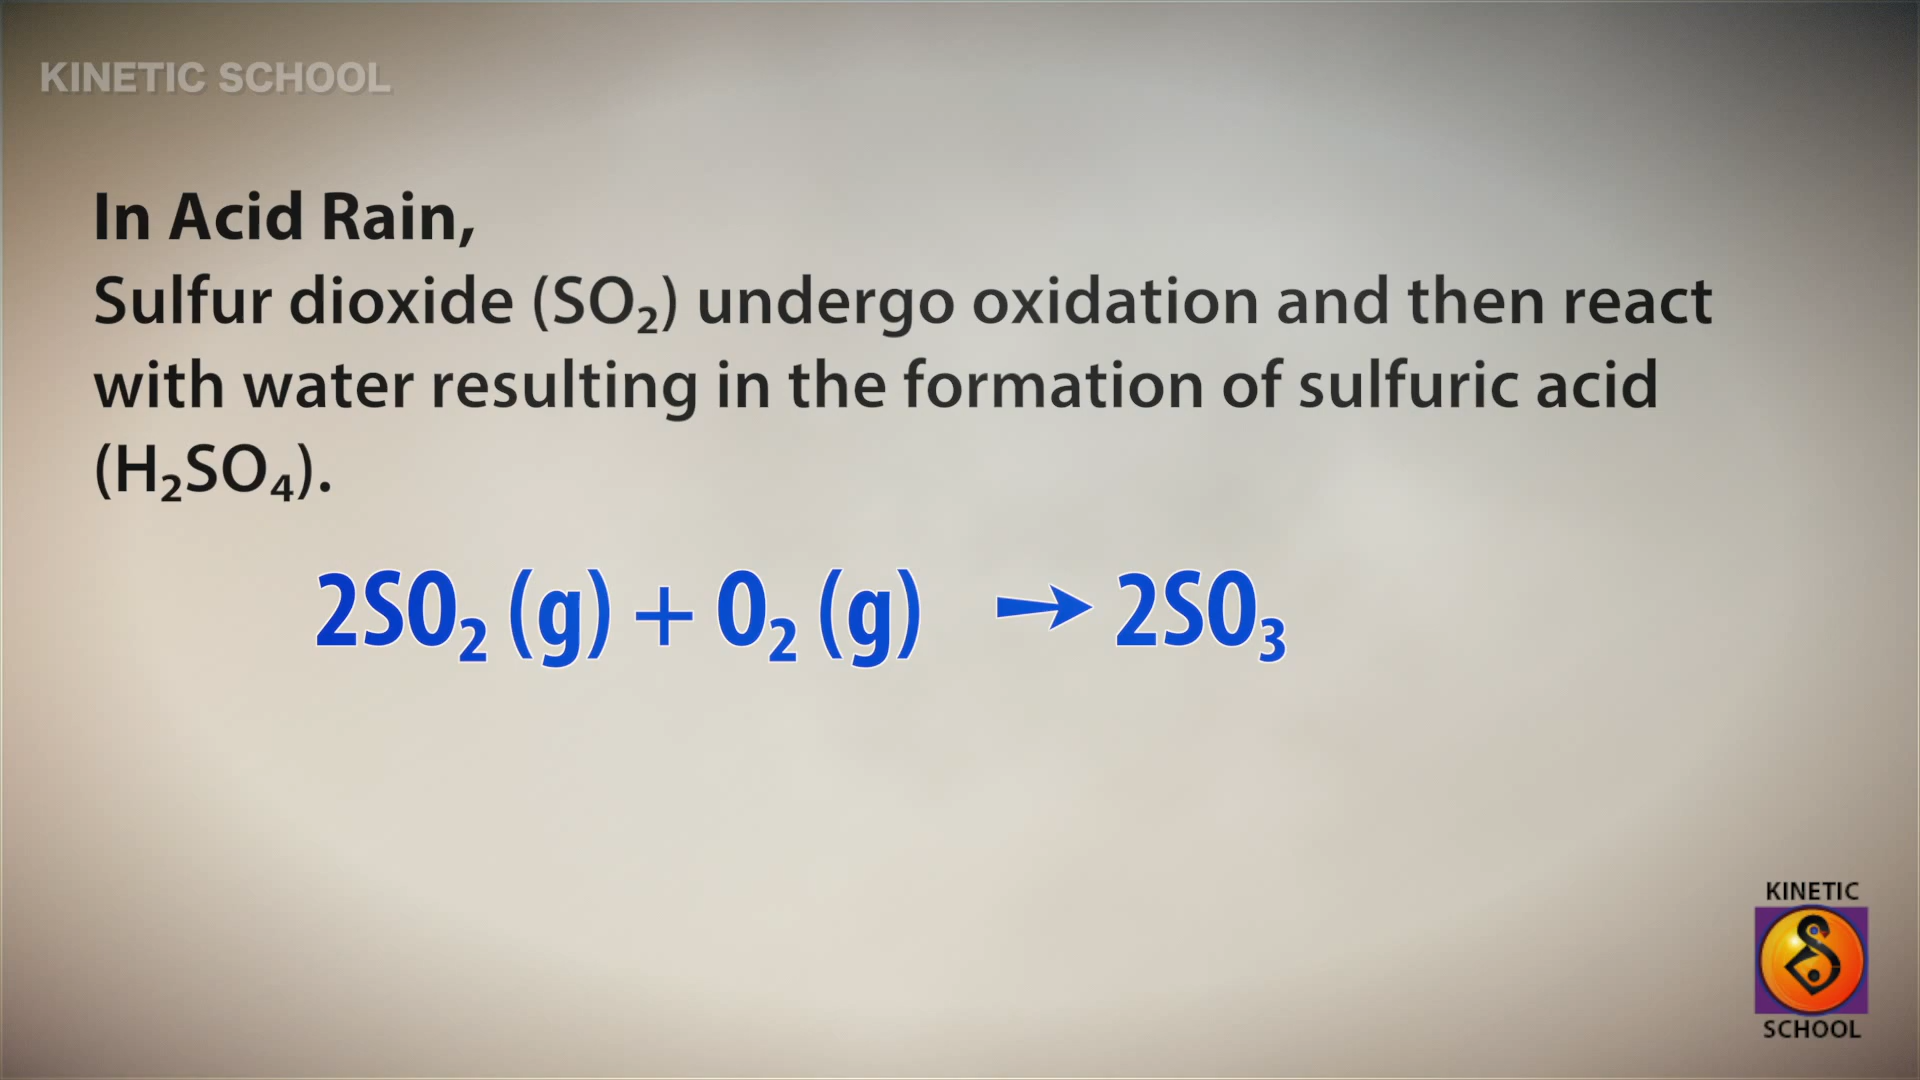 KINETIC SCHOOL
In Acid Rain,
Sulfur dioxide (SO₂) undergo oxidation and then react
with water resulting in the formation of sulfuric acid
(H₂SO₄).
2SO₂ (g) + O₂ (g) → 2SO₃
KINETIC
SCHOOL